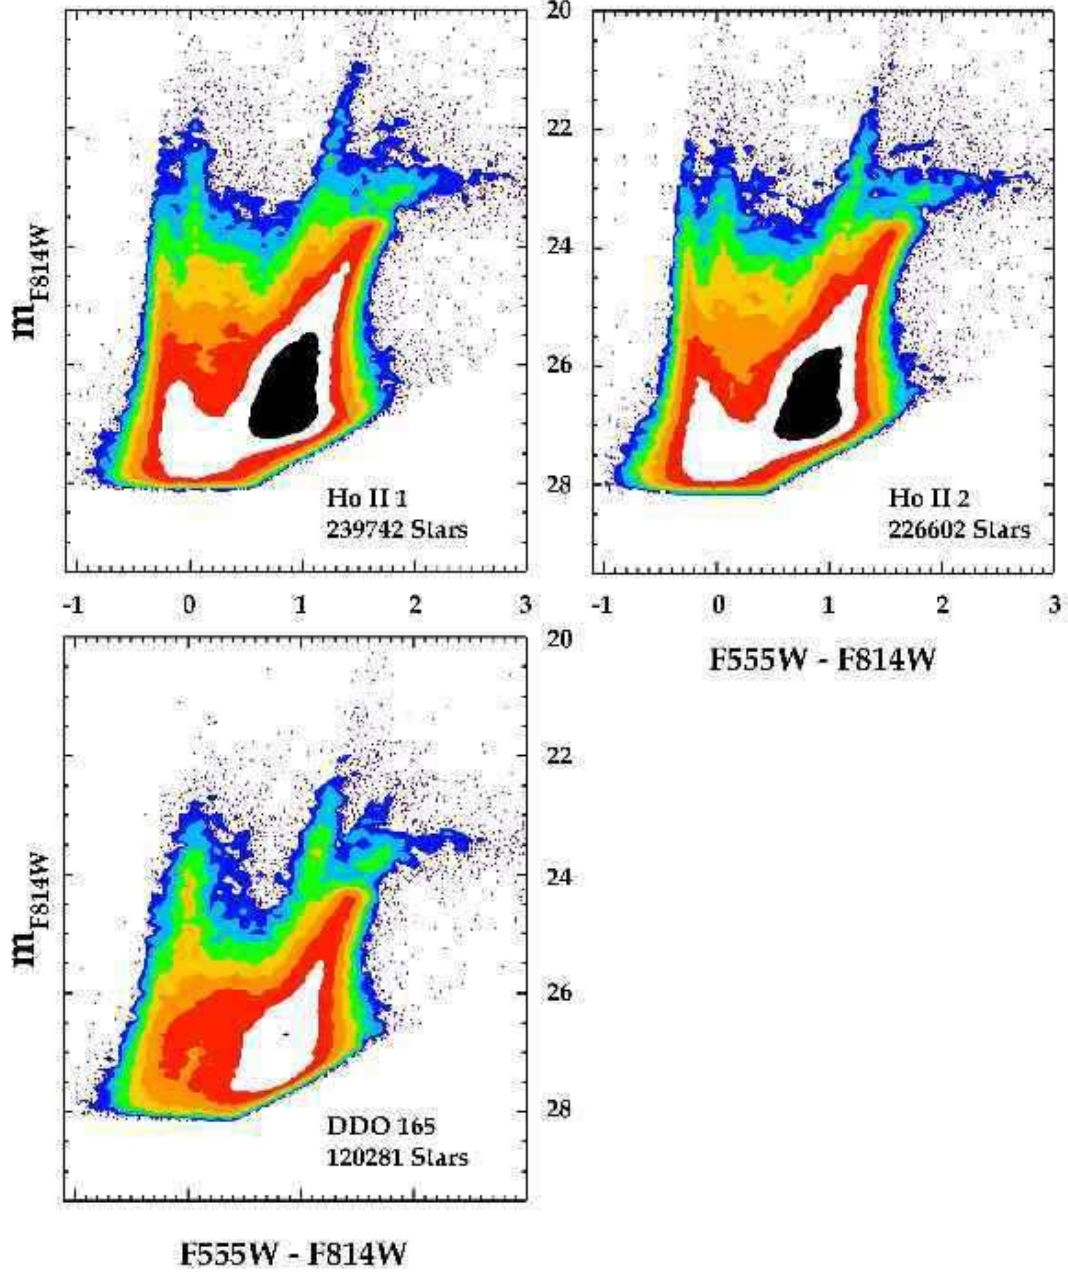 20
20
22
24
26
28
m_F814W
Ho II 1
239742 Stars
Ho II 2
226602 Stars
-1 0 1 2 3
-1 0 1 2 3
F555W - F814W
20
22
24
26
28
m_F814W
DDO 165
120281 Stars
F555W - F814W